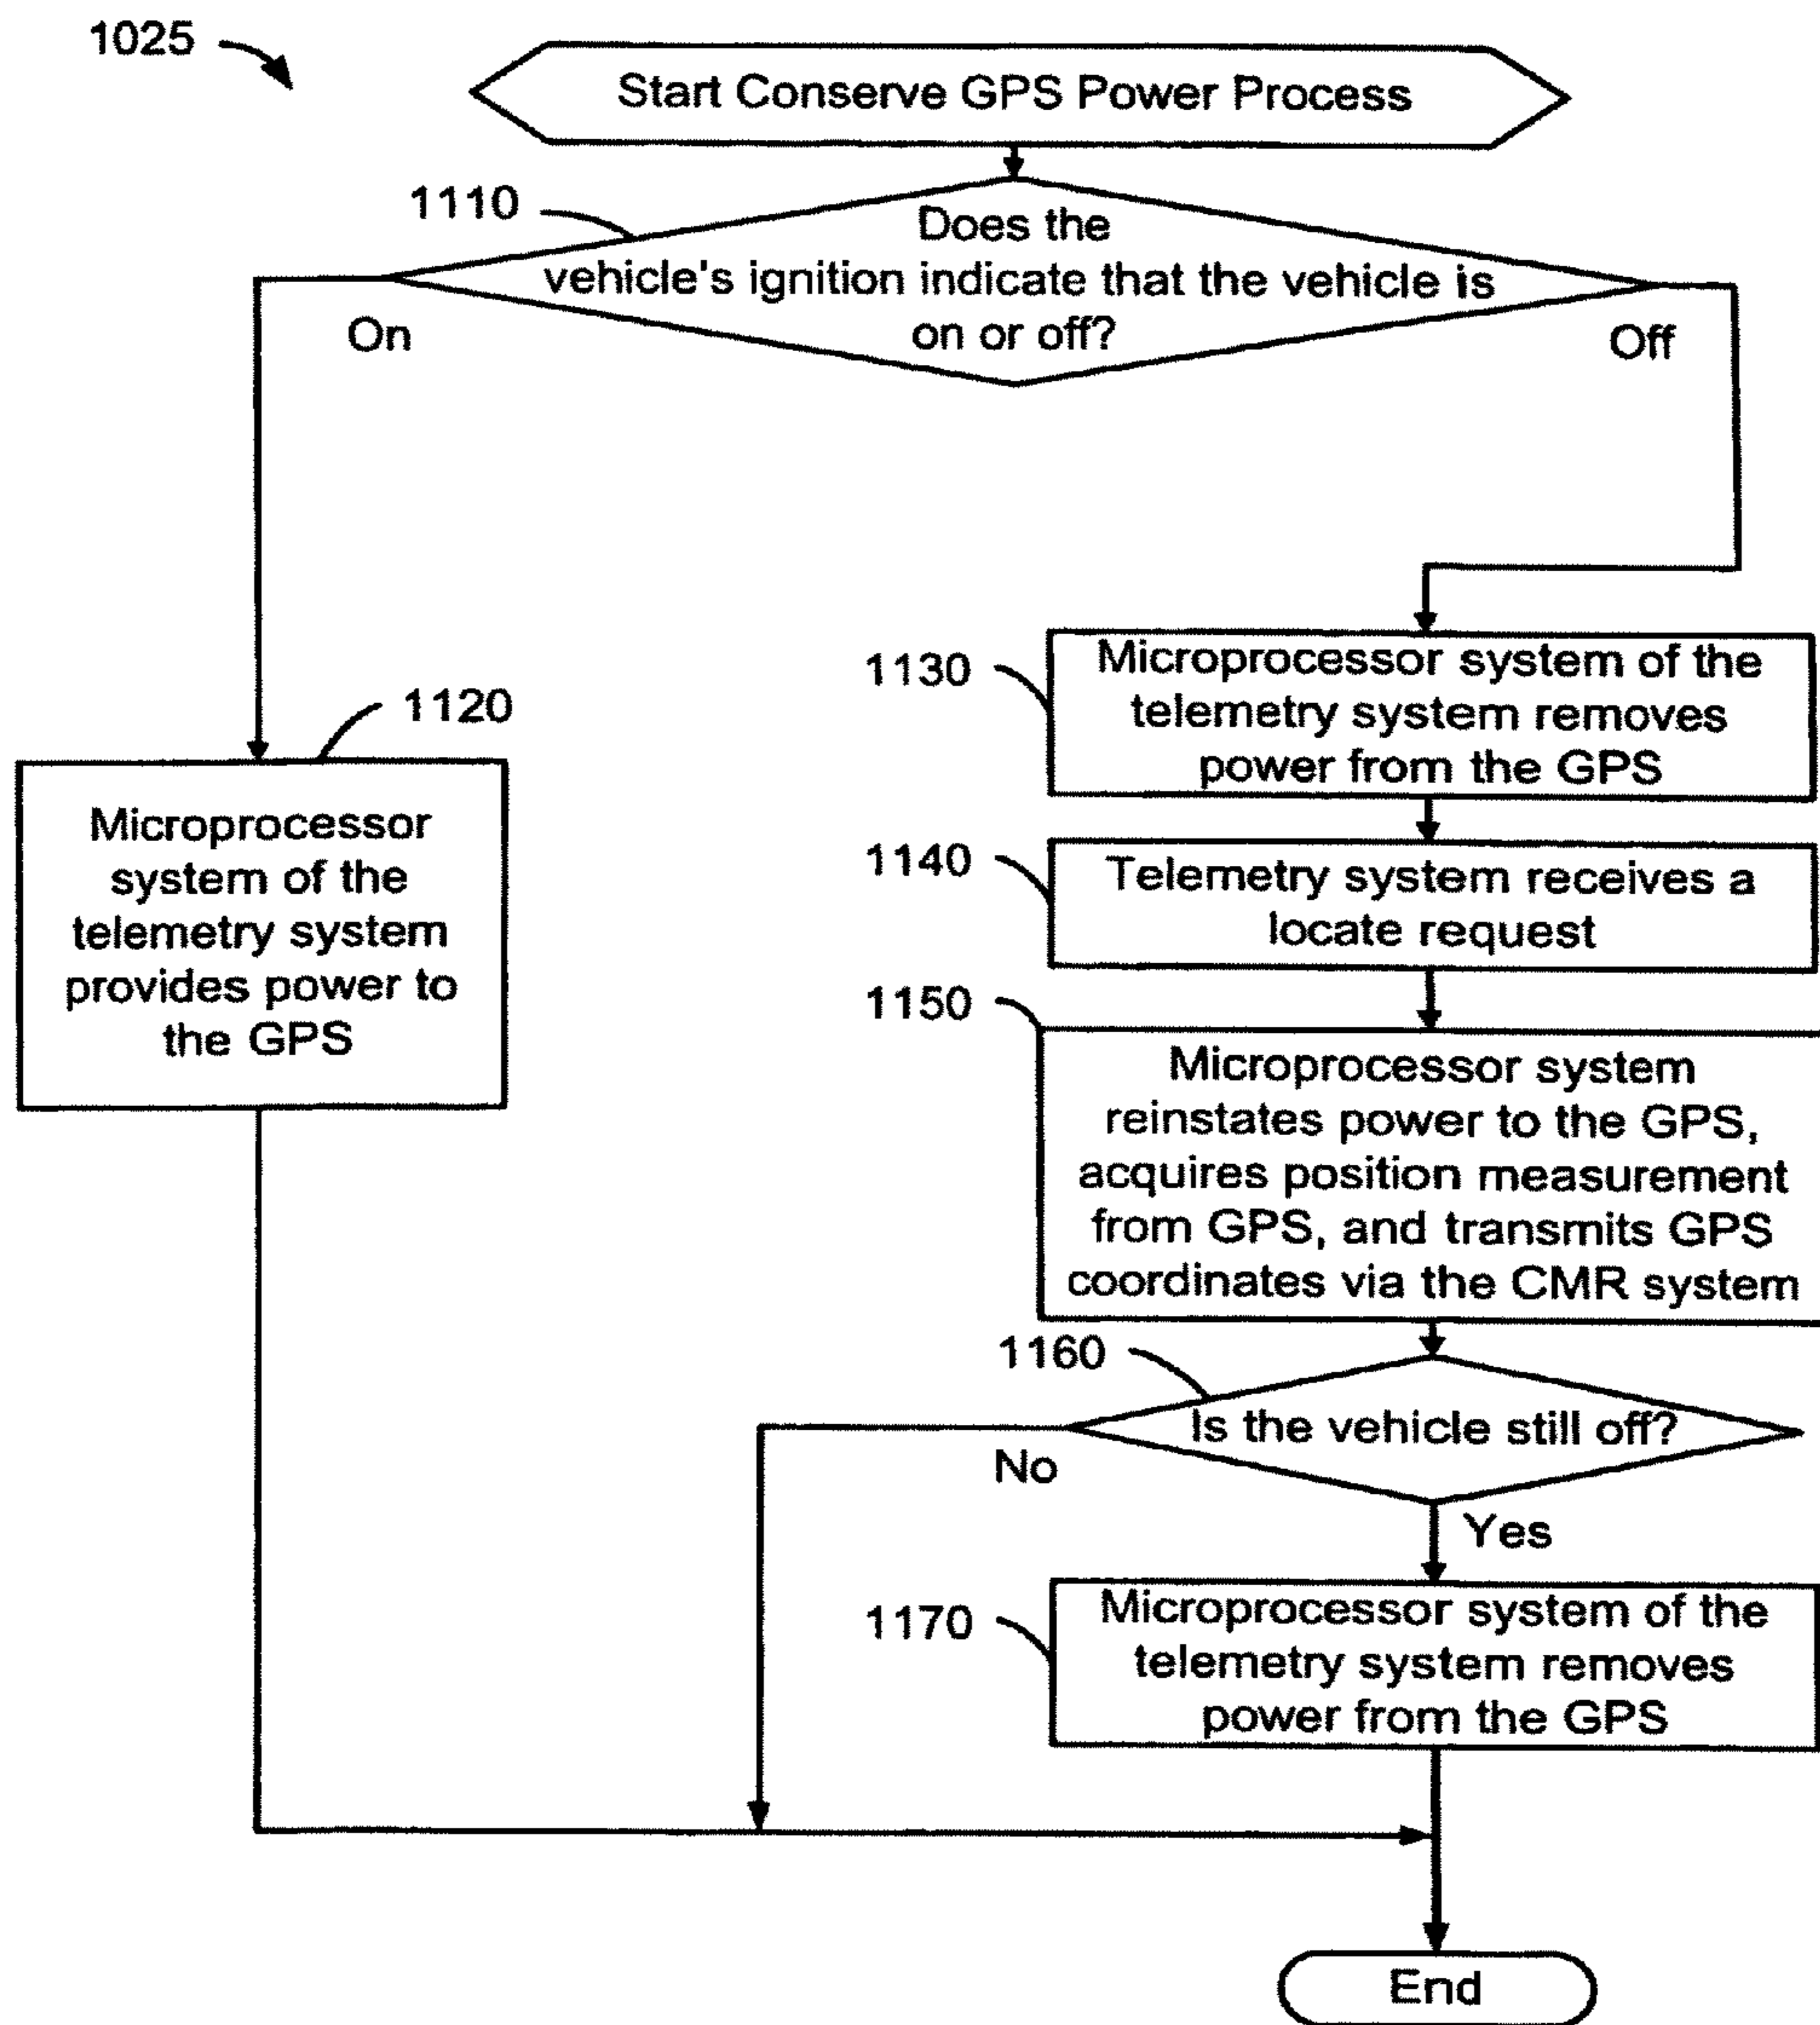 1025
Start Conserve GPS Power Process
1110
Does the
vehicle's ignition indicate that the vehicle is
on or off?
On
Off
1130
Microprocessor system of the
telemetry system removes
power from the GPS
1120
Microprocessor
system of the
telemetry system
provides power to
the GPS
1140
Telemetry system receives a
locate request
1150
Microprocessor system
reinstates power to the GPS,
acquires position measurement
from GPS, and transmits GPS
coordinates via the CMR system
1160
Is the vehicle still off?
No
Yes
1170
Microprocessor system of the
telemetry system removes
power from the GPS
End